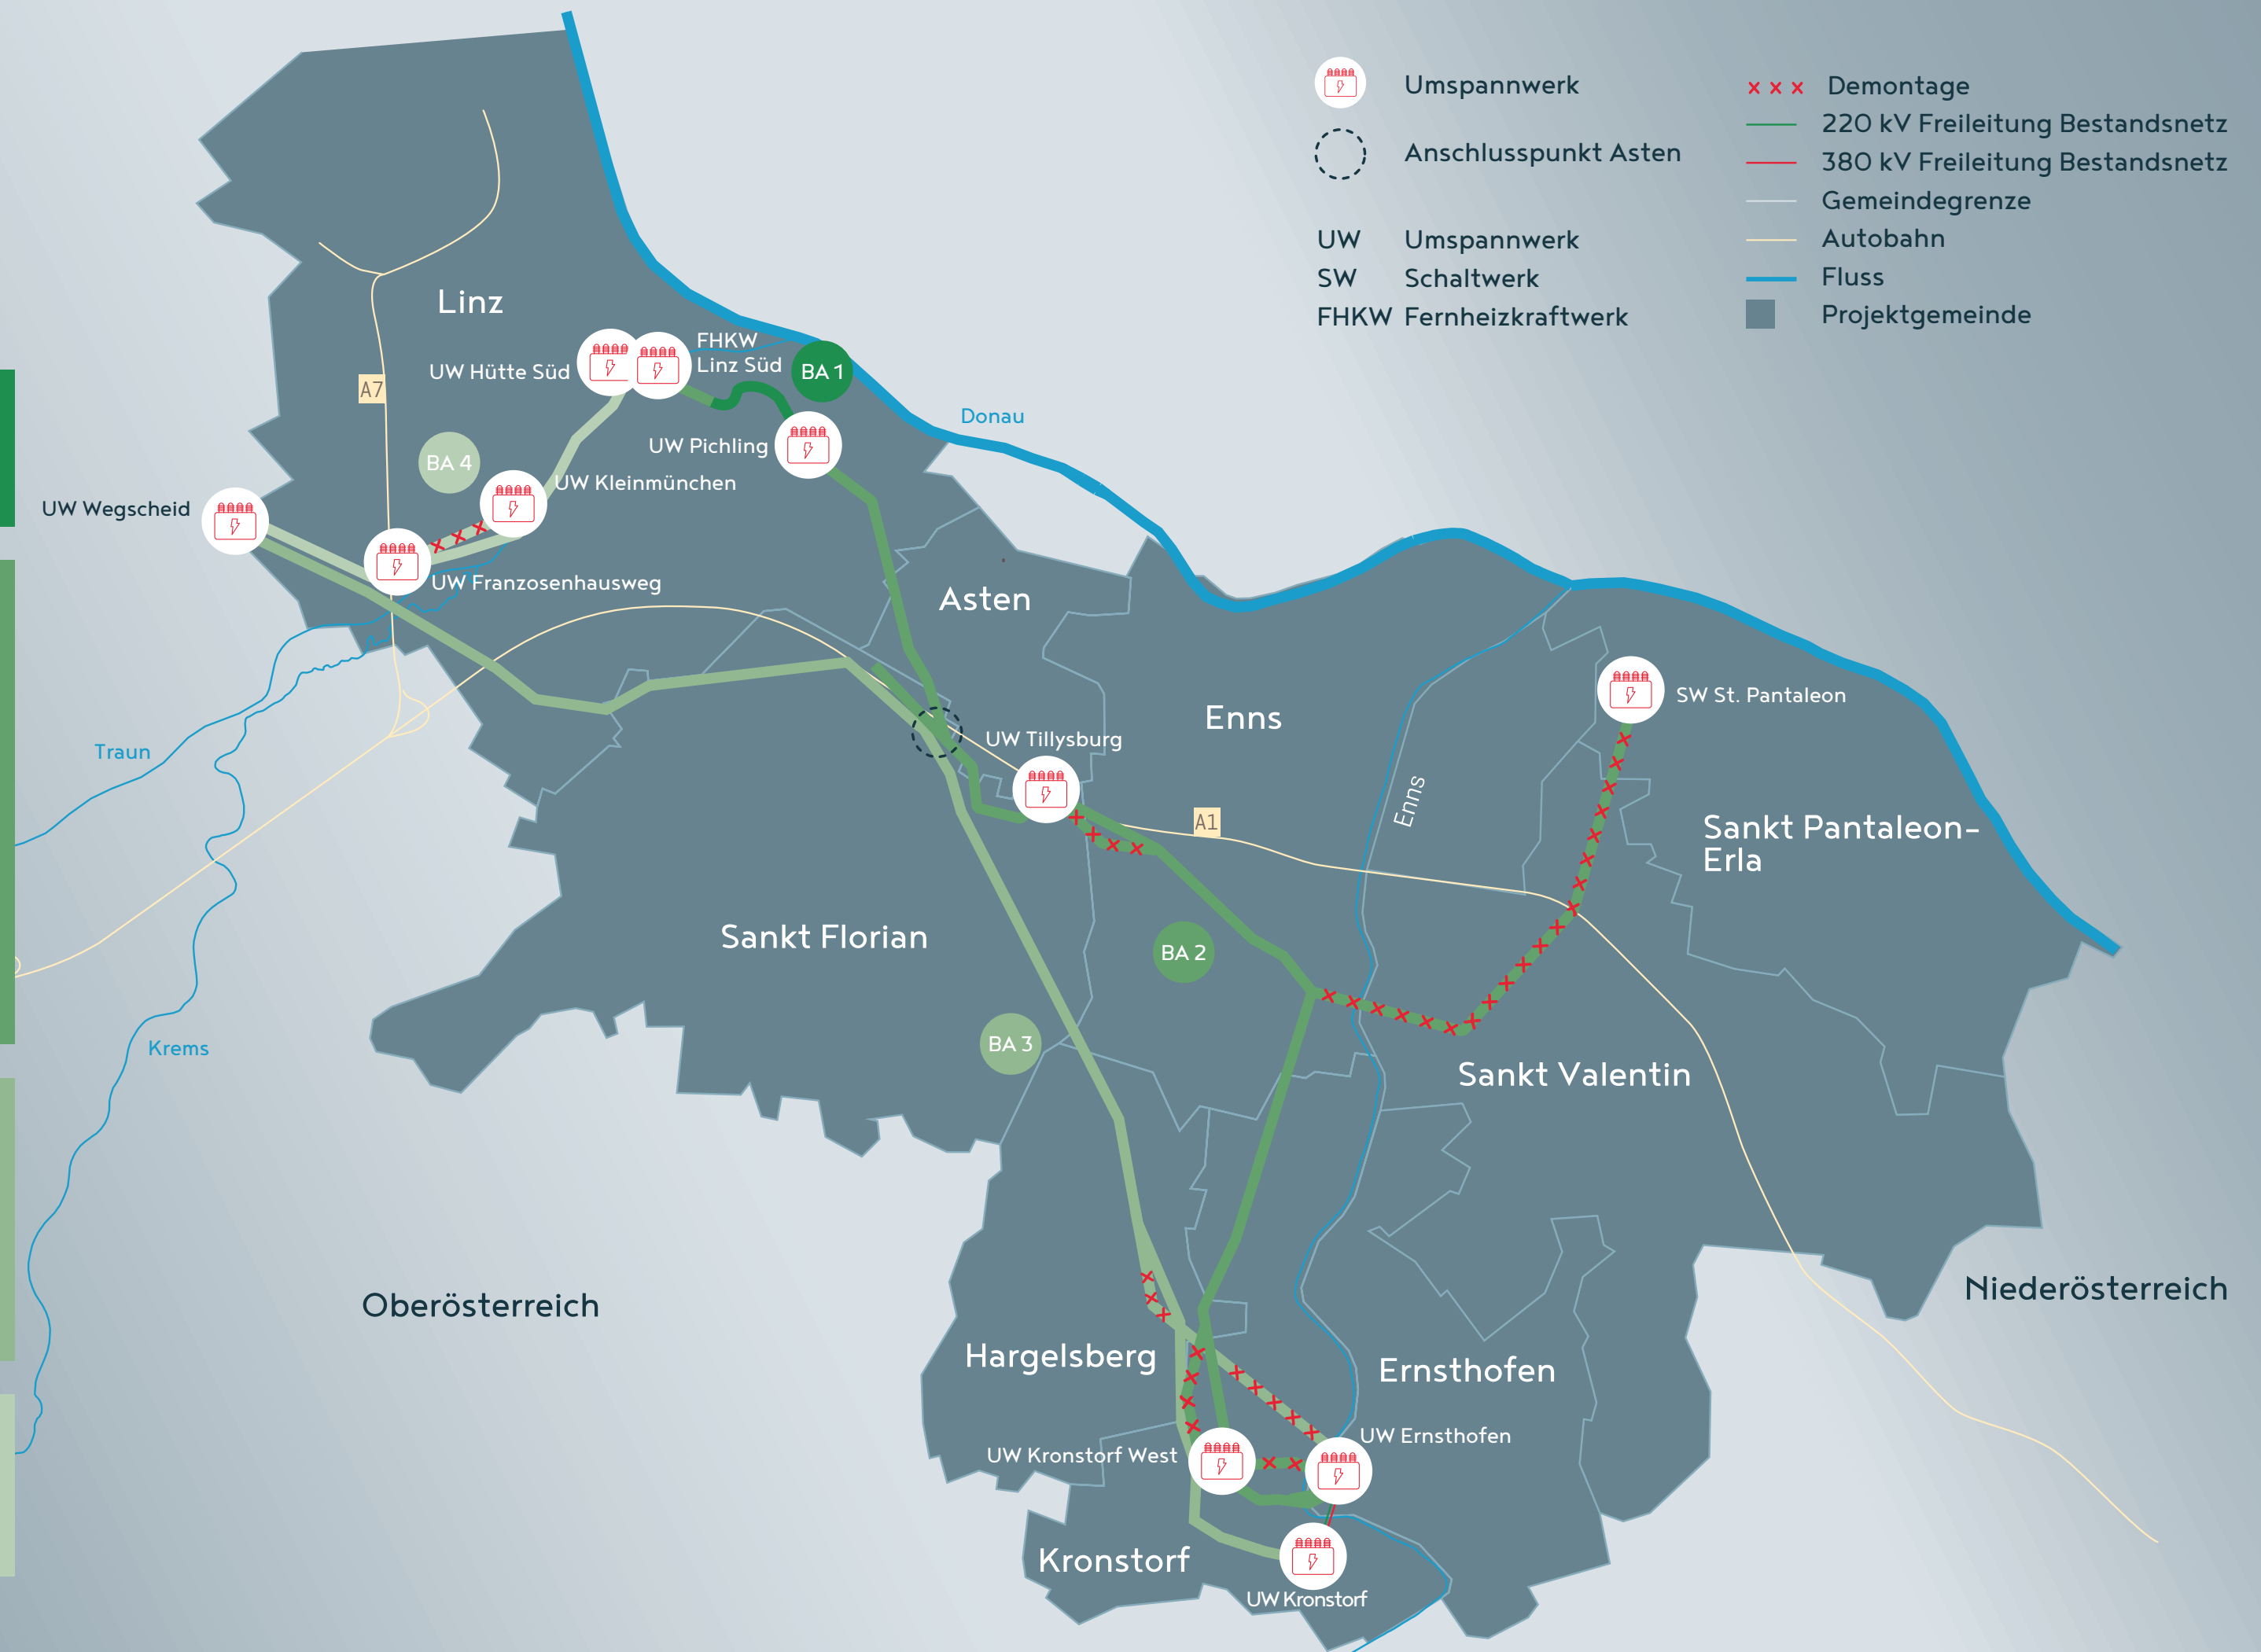 Umspannwerk
Anschlusspunkt Asten
UW Umspannwerk
SW Schaltwerk
FHKW Fernheizkraftwerk
Demontage
220 kV Freileitung Bestandsnetz
380 kV Freileitung Bestandsnetz
Gemeindegrenze
Autobahn
Fluss
Projektgemeinde
Linz
FHKW
Linz Süd
UW Hütte Süd
BA 1
A7
Donau
UW Pichling
BA 4
UW Kleinmünchen
UW Wegscheid
UW Franzosenhausweg
Asten
SW St. Pantaleon
Enns
UW Tillysburg
Traun
Enns
A1
Sankt Pantaleon-
Erla
Sankt Florian
BA 2
BA 3
Krems
Sankt Valentin
Oberösterreich
Niederösterreich
Hargelsberg
Ernsthofen
UW Ernsthofen
UW Kronstorf West
Kronstorf
UW Kronstorf